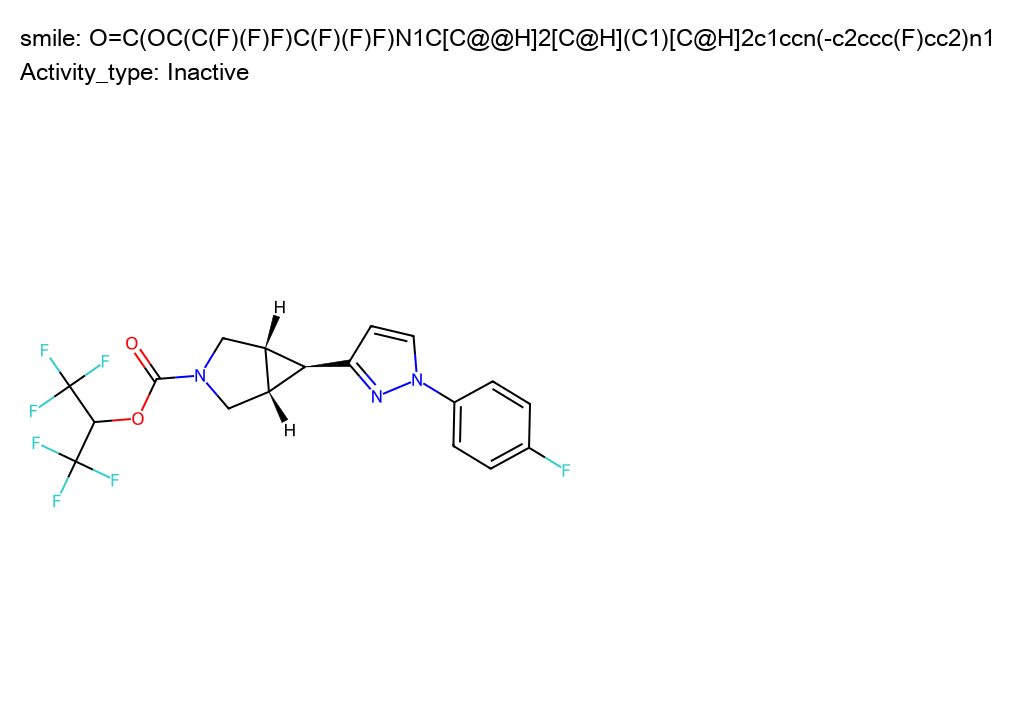 smile: O=C(OC(C(F)(F)F)C(F)(F)F)N1C[C@@H]2[C@H](C1)[C@H]2c1ccn(-c2ccc(F)cc2)n1
Activity_type: Inactive
H
F
O
F
N
N
F
N
O
H
F
F
F
F